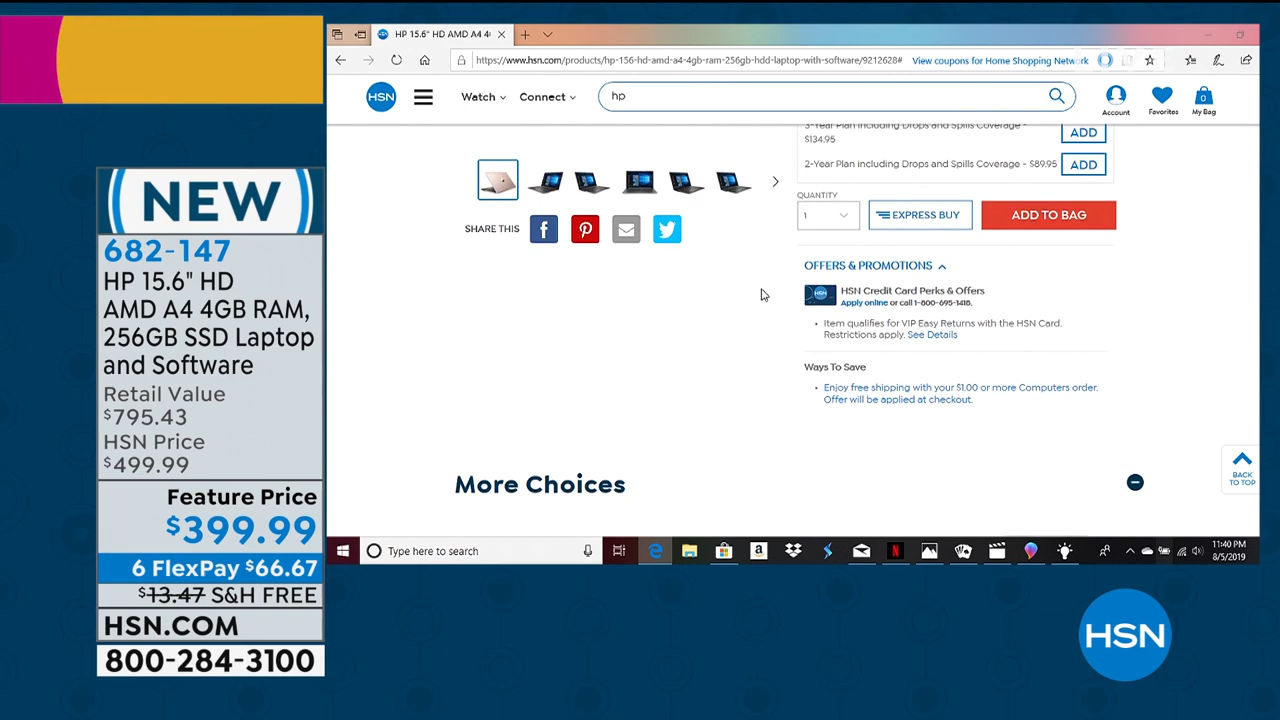 NEW
682-147
HP 15.6" HD
AMD A4 4GB RAM,
256GB SSD Laptop
and Software
Retail Value
$795.43
HSN Price
$499.99
Feature Price
$399.99
6 FlexPay $66.67
$13.47 S&H FREE
HSN.COM
800-284-3100
HP 15.6" HD AMD A4 4(
https://www.hsn.com/products/hp-156-hd-amd-a4-4gb-ram-256gb-hdd-laptop-with-software/9212628# View coupons for Home Shopping Network
HSN Watch Connect hp
Account Favorites My Bag
0
3-Year Plan including Drops and Spills Coverage -
$134.95 ADD
2-Year Plan including Drops and Spills Coverage - $89.95 ADD
QUANTITY
1 EXPRESS BUY ADD TO BAG
SHARE THIS
OFFERS & PROMOTIONS
HSN
HSN Credit Card Perks & Offers
Apply online or call 1-800-695-1418.
• Item qualifies for VIP Easy Returns with the HSN Card.
Restrictions apply. See Details
Ways To Save
• Enjoy free shipping with your $1.00 or more Computers order.
Offer will be applied at checkout.
More Choices
BACK
TO TOP
Type here to search
11:40 PM
8/5/2019
HSN